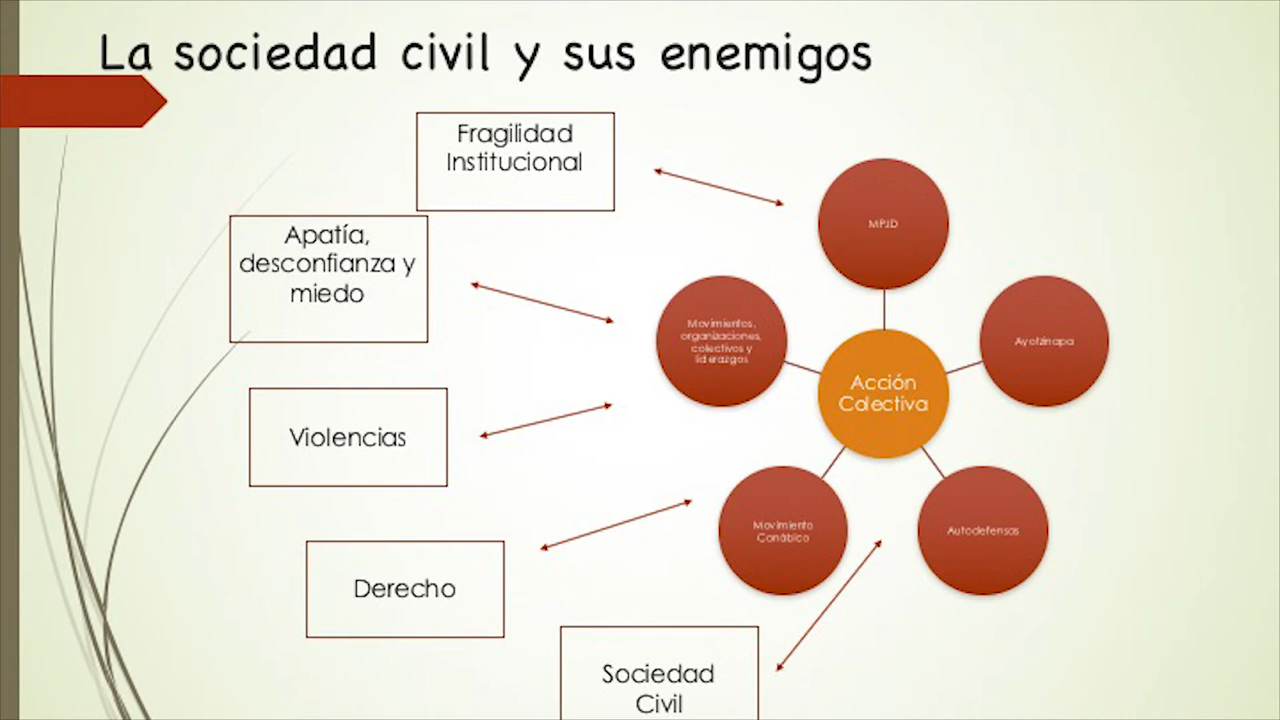 La sociedad civil y sus enemigos
Fragilidad
Institucional
Apatía,
desconfianza y
miedo
Violencias
Derecho
Sociedad
Civil
MPJD
Movimientos,
organizaciones,
colectivos y
liderazgos
Ayotzinapa
Acción
Colectiva
Movimiento
Canábico
Autodefensas